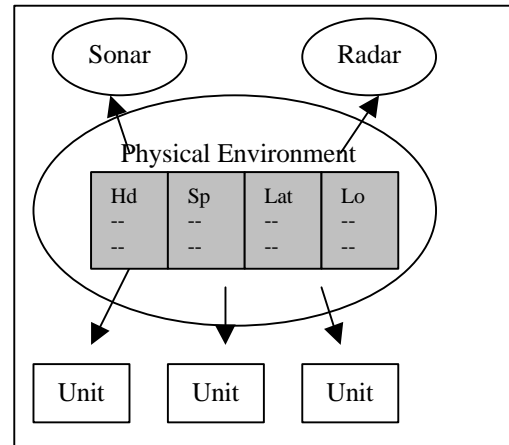 Sonar Radar
Physical Environment
Hd Sp Lat Lo
-- -- -- --
-- -- -- --
Unit Unit Unit